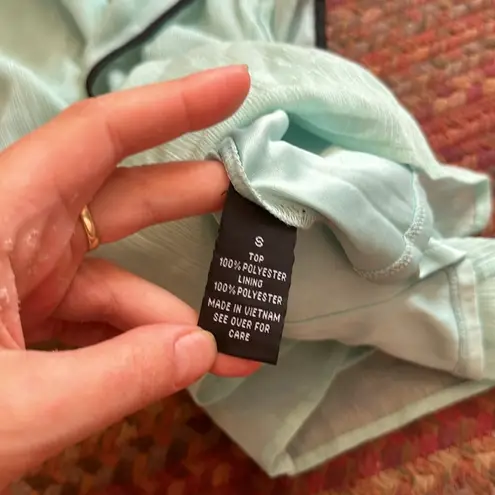 S
TOP
100% POLYESTER
LINING
100% POLYESTER
MADE IN VIETNAM
SEE OVER FOR
CARE